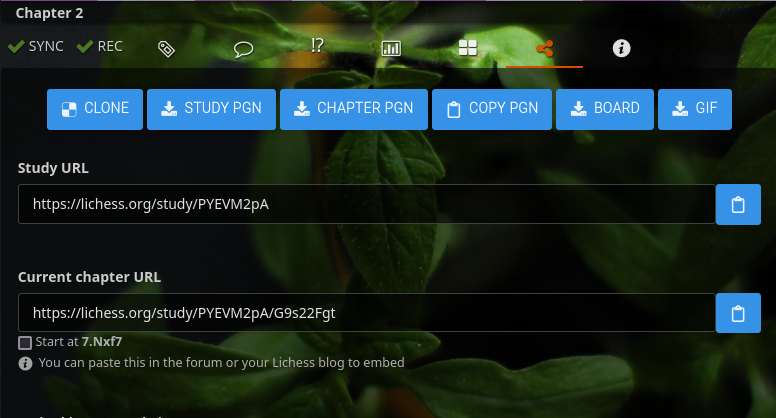 Chapter 2
SYNC REC !?
CLONE STUDY PGN CHAPTER PGN COPY PGN BOARD GIF
Study URL
https://lichess.org/study/PYEVM2pA
Current chapter URL
https://lichess.org/study/PYEVM2pA/G9s22Fgt
Start at 7.Nxf7
You can paste this in the forum or your Lichess blog to embed